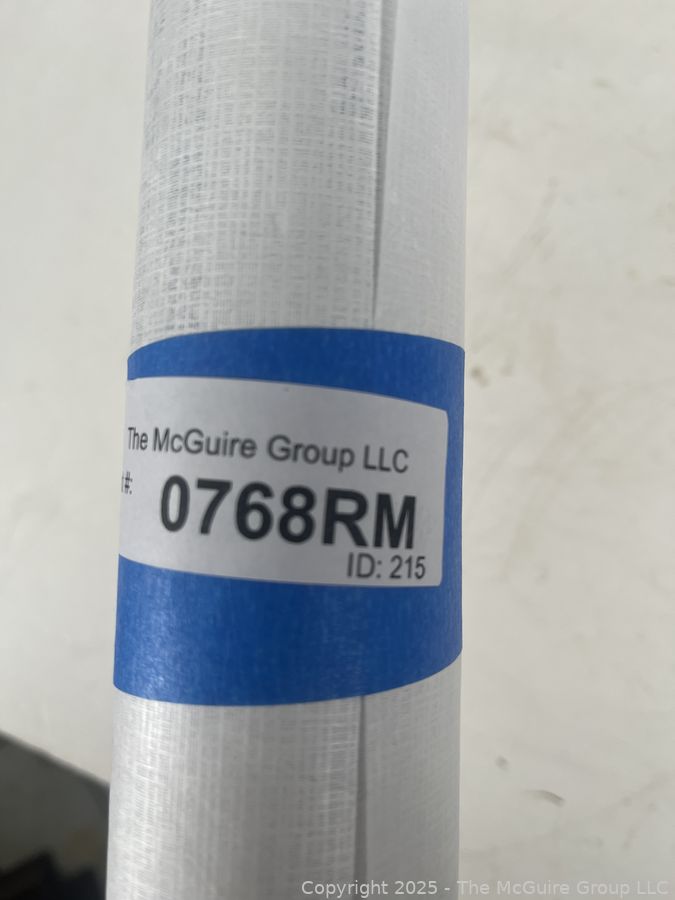 The McGuire Group LLC
#:
0768RM
ID: 215
Copyright 2025 - The McGuire Group LLC